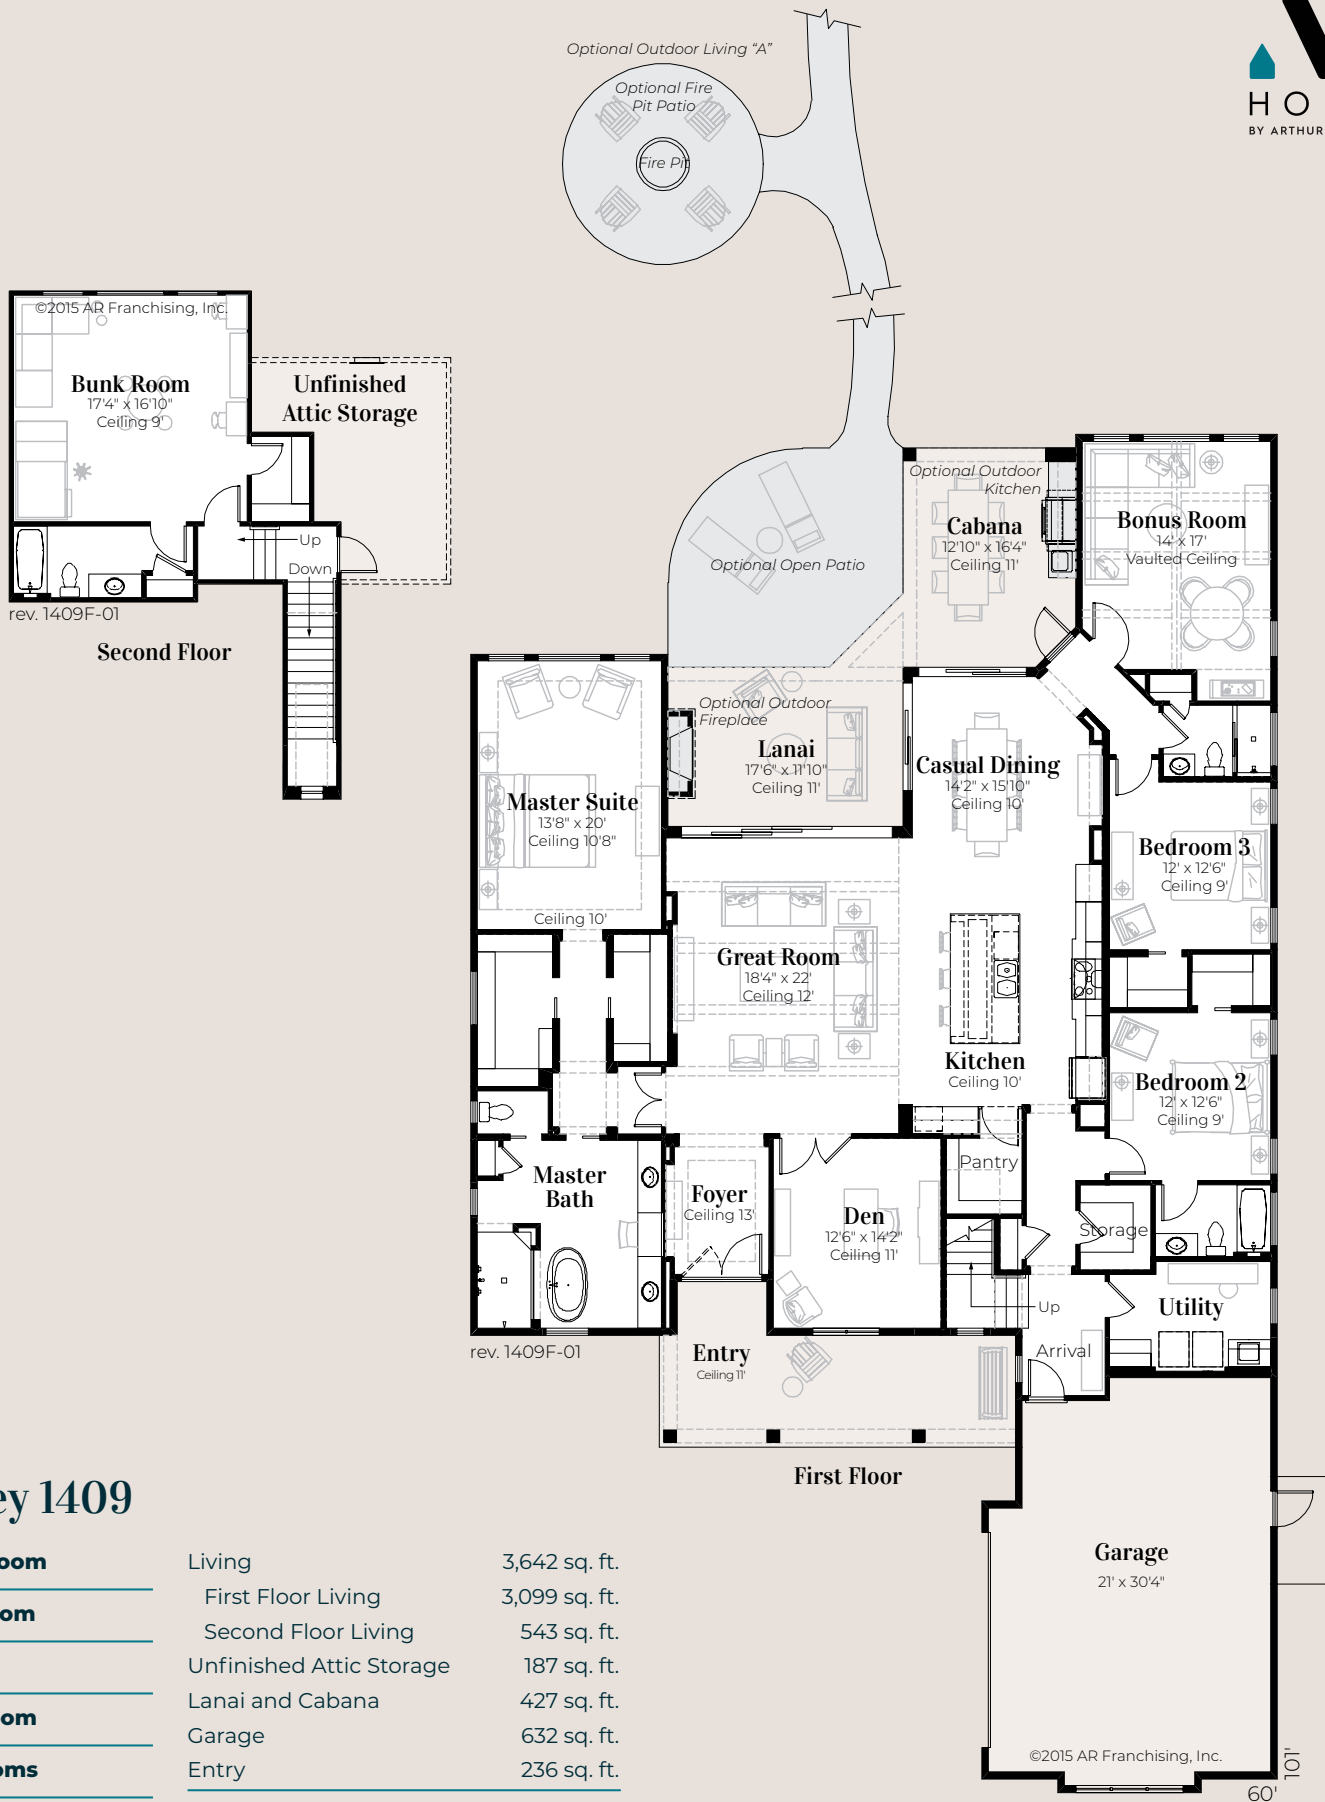 HO
BY ARTHUR
Optional Outdoor Living “A”
Optional Fire
Pit Patio
Fire Pit
©2015 AR Franchising, Inc.
Bunk Room
17'4" x 16'10"
Ceiling 9'
Unfinished
Attic Storage
Up
Down
rev. 1409F-01
Second Floor
Optional Outdoor
Kitchen
Cabana
12'10" x 16'4"
Ceiling 11'
Bonus Room
14' x 17'
Vaulted Ceiling
Optional Open Patio
Optional Outdoor
Fireplace
Lanai
17'6" x 11'10"
Ceiling 11'
Casual Dining
14'2" x 15'10"
Ceiling 10'
Master Suite
13'8" x 20'
Ceiling 10'8"
Ceiling 10'
Bedroom 3
12' x 12'6"
Ceiling 9'
Great Room
18'4" x 22'
Ceiling 12'
Kitchen
Ceiling 10'
Bedroom 2
12' x 12'6"
Ceiling 9'
Master
Bath
Foyer
Ceiling 13'
Den
12'6" x 14'2"
Ceiling 11'
Pantry
Storage
Up
Utility
Arrival
rev. 1409F-01
Entry
Ceiling 11'
First Floor
Garage
21' x 30'4"
©2015 AR Franchising, Inc.
101'
60'
ey 1409
oom
om
om
oms
Living 3,642 sq. ft.
First Floor Living 3,099 sq. ft.
Second Floor Living 543 sq. ft.
Unfinished Attic Storage 187 sq. ft.
Lanai and Cabana 427 sq. ft.
Garage 632 sq. ft.
Entry 236 sq. ft.